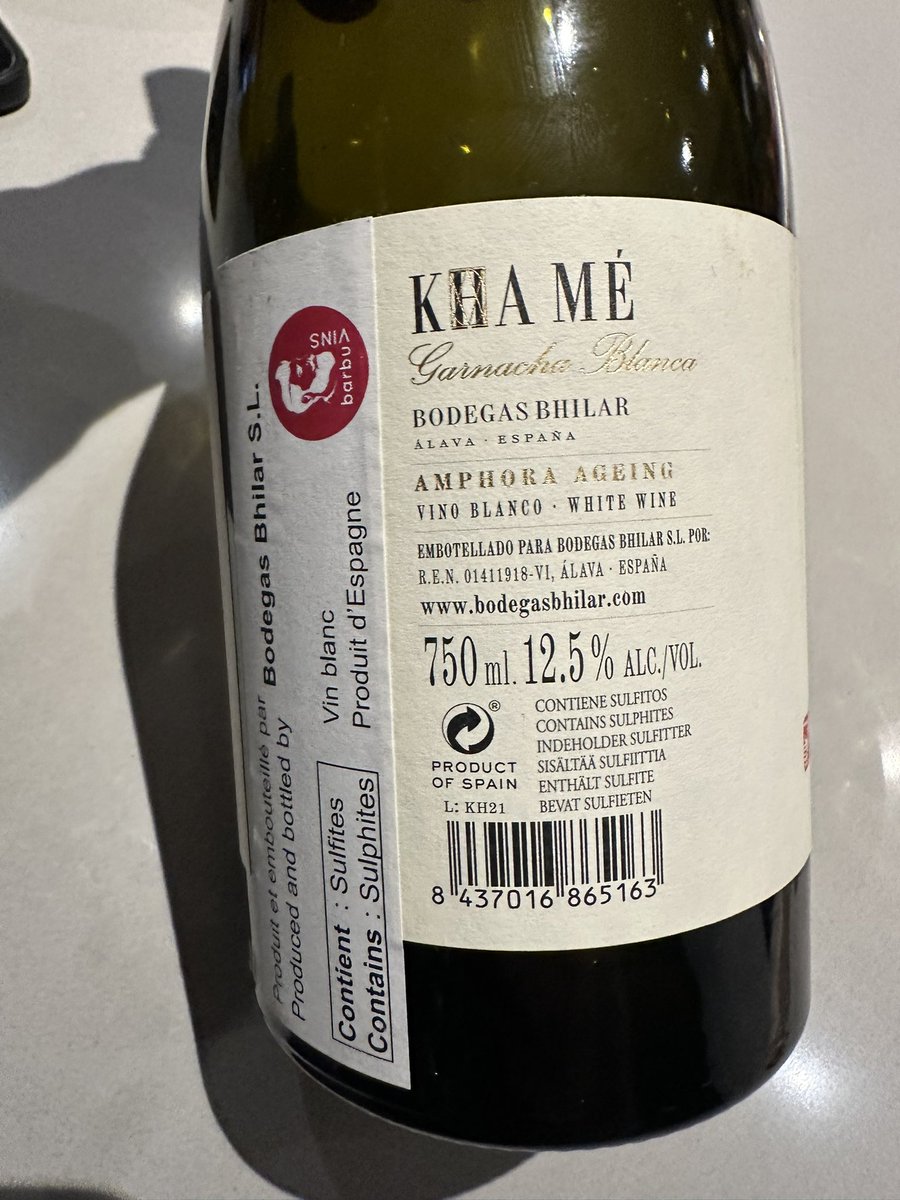 KHA MÉ
Garnacha Blanca
BODEGAS BHILAR
ÁLAVA · ESPAÑA
AMPHORA AGEING
VINO BLANCO · WHITE WINE
EMBOTELLADO PARA BODEGAS BHILAR S.L. POR:
R.E.N. 01411918-VI, ÁLAVA · ESPAÑA
www.bodegasbhilar.com
750 ml. 12.5% ALC./VOL.
CONTIENE SULFITOS
CONTAINS SULPHITES
INDEHOLDER SULFITTER
SISÄLTÄÄ SULFIITTIA
ENTHÄLT SULFITE
BEVAT SULFIETEN
®
PRODUCT
OF SPAIN
L: KH21
8 437016 865163
VINS
barbu
Produit et embouteillé par
Produced and bottled by
Bodegas Bhilar S.L.
Vin blanc
Produit d'Espagne
Contient : Sulfites
Contains : Sulphites